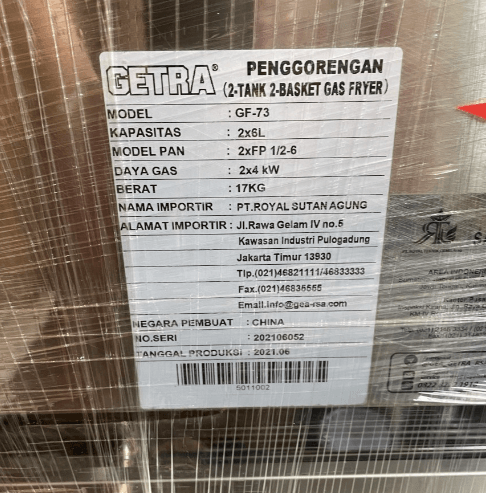 GETRA® PENGGORENGAN
(2-TANK 2-BASKET GAS FRYER)
MODEL : GF-73
KAPASITAS : 2x6L
MODEL PAN : 2xFP 1/2-6
DAYA GAS : 2x4 kW
BERAT : 17KG
NAMA IMPORTIR : PT.ROYAL SUTAN AGUNG
ALAMAT IMPORTIR : Jl.Rawa Gelam IV no.5
Kawasan Industri Pulogadung
Jakarta Timur 13930
Tlp.(021)46821111/46833333
Fax.(021)46835555
Email.info@gea-rsa.com
NEGARA PEMBUAT : CHINA
NO.SERI : 202106052
TANGGAL PRODUKSI : 2021.06
5011002